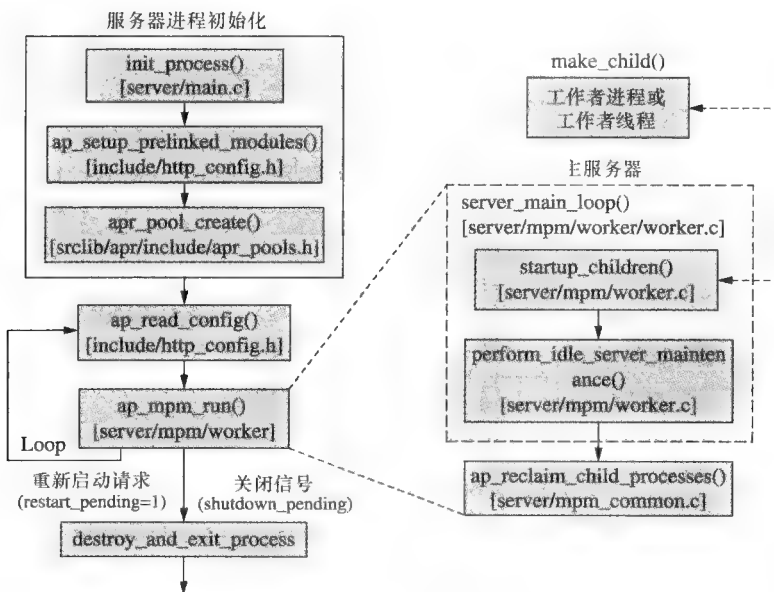 服务器进程初始化
init_process()
[server/main.c]
ap_setup_prelinked_modules()
[include/http_config.h]
apr_pool_create()
[srclib/apr/include/apr_pools.h]
ap_read_config()
[include/http_config.h]
ap_mpm_run()
[server/mpm/worker]
Loop
重新启动请求
(restart_pending=1)
关闭信号
(shutdown_pending)
destroy_and_exit_process
make_child()
工作者进程或
工作者线程
主服务器
server_main_loop()
[server/mpm/worker/worker.c]
startup_children()
[server/mpm/worker.c]
perform_idle_server_mainten
ance()
[server/mpm/worker.c]
ap_reclaim_child_processes()
[server/mpm_common.c]